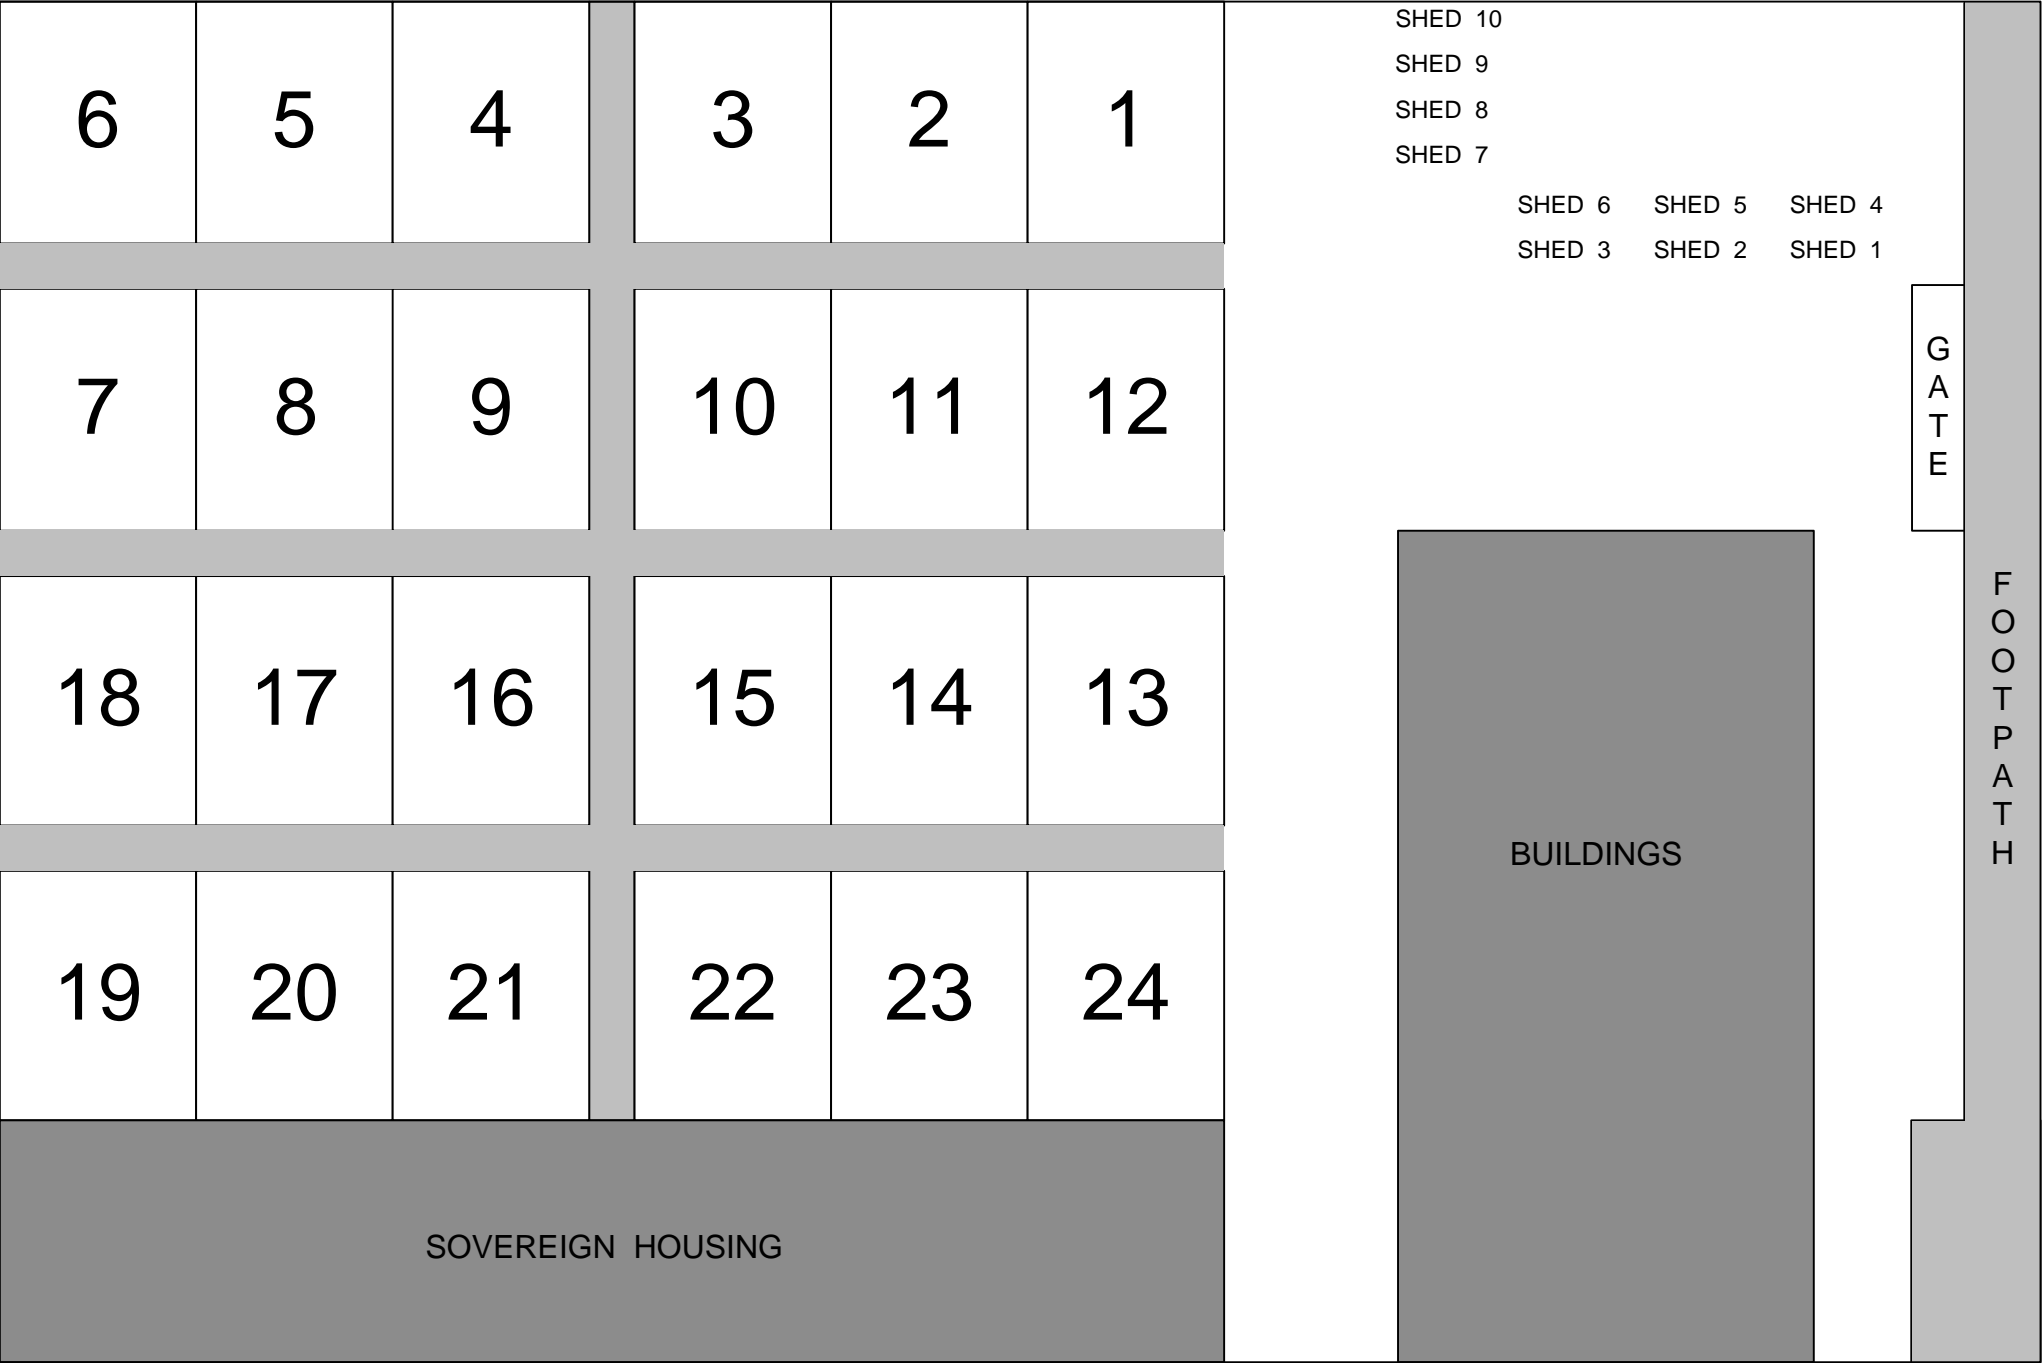 SHED 10
SHED 9
6 5 4 3 2 1
SHED 8
SHED 7
SHED 6 SHED 5 SHED 4
SHED 3 SHED 2 SHED 1
7 8 9 10 11 12
G
A
T
E
18 17 16 15 14 13
F
O
O
T
P
A
T
H
BUILDINGS
19 20 21 22 23 24
SOVEREIGN HOUSING